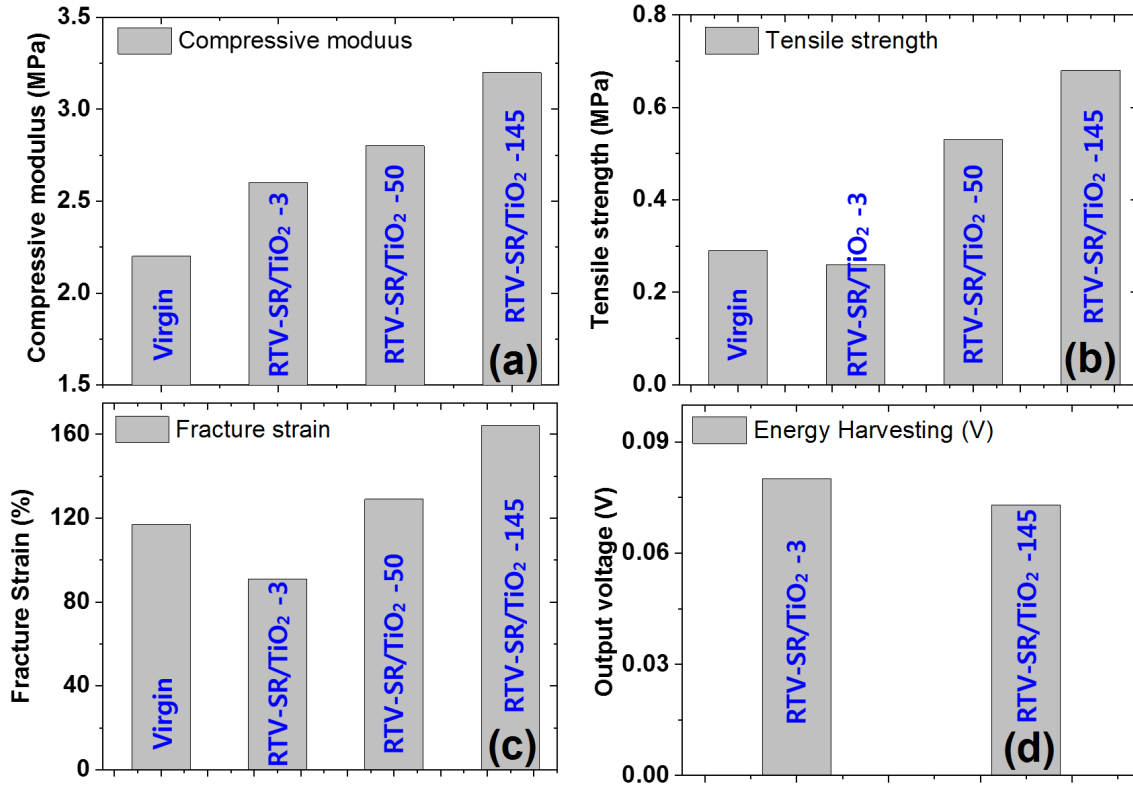 Compressive modulus (MPa)
3.5
3.0
2.5
2.0
1.5
Compressive moduus
Virgin
RTV-SR/TiO₂ -3
RTV-SR/TiO₂ -50
RTV-SR/TiO₂ -145
(a)
Tensile strength (MPa)
0.8
0.6
0.4
0.2
0.0
Tensile strength
Virgin
RTV-SR/TiO₂ -3
RTV-SR/TiO₂ -50
RTV-SR/TiO₂ -145
(b)
Fracture Strain (%)
160
120
80
40
0
Fracture strain
Virgin
RTV-SR/TiO₂ -3
RTV-SR/TiO₂ -50
RTV-SR/TiO₂ -145
(c)
Output voltage (V)
0.09
0.06
0.03
0.00
Energy Harvesting (V)
RTV-SR/TiO₂ -3
RTV-SR/TiO₂ -145
(d)